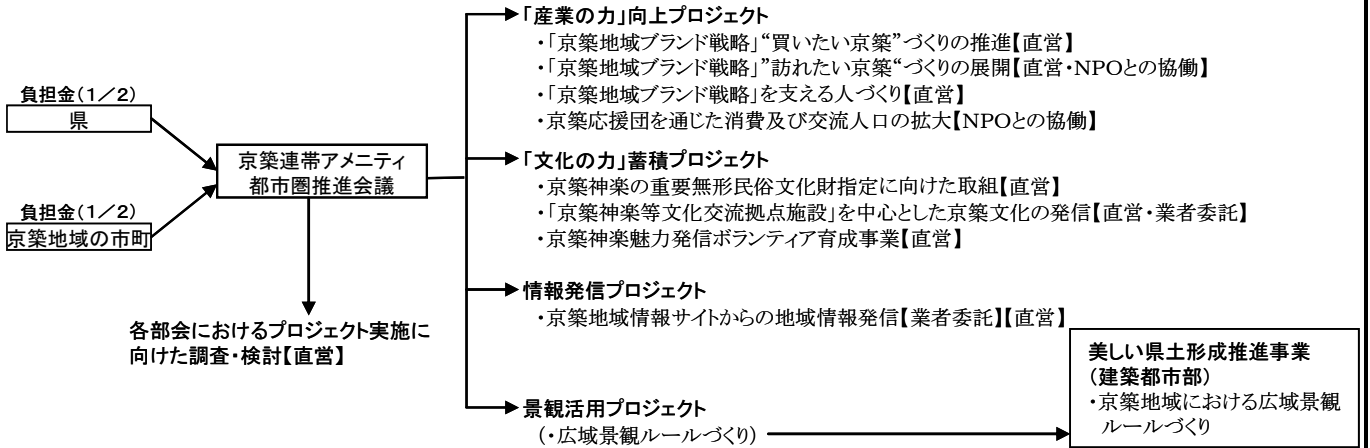 負担金(1/2)
県
負担金(1/2)
京築地域の市町
京築連帯アメニティ
都市圏推進会議
各部会におけるプロジェクト実施に
向けた調査・検討【直営】
「産業の力」向上プロジェクト
・「京築地域ブランド戦略」“買いたい京築”づくりの推進【直営】
・「京築地域ブランド戦略」”訪れたい京築“づくりの展開【直営・NPOとの協働】
・「京築地域ブランド戦略」を支える人づくり【直営】
・京築応援団を通じた消費及び交流人口の拡大【NPOとの協働】
「文化の力」蓄積プロジェクト
・京築神楽の重要無形民俗文化財指定に向けた取組【直営】
・「京築神楽等文化交流拠点施設」を中心とした京築文化の発信【直営・業者委託】
・京築神楽魅力発信ボランティア育成事業【直営】
情報発信プロジェクト
・京築地域情報サイトからの地域情報発信【業者委託】【直営】
景観活用プロジェクト
(・広域景観ルールづくり)
美しい県土形成推進事業
(建築都市部)
・京築地域における広域景観
ルールづくり